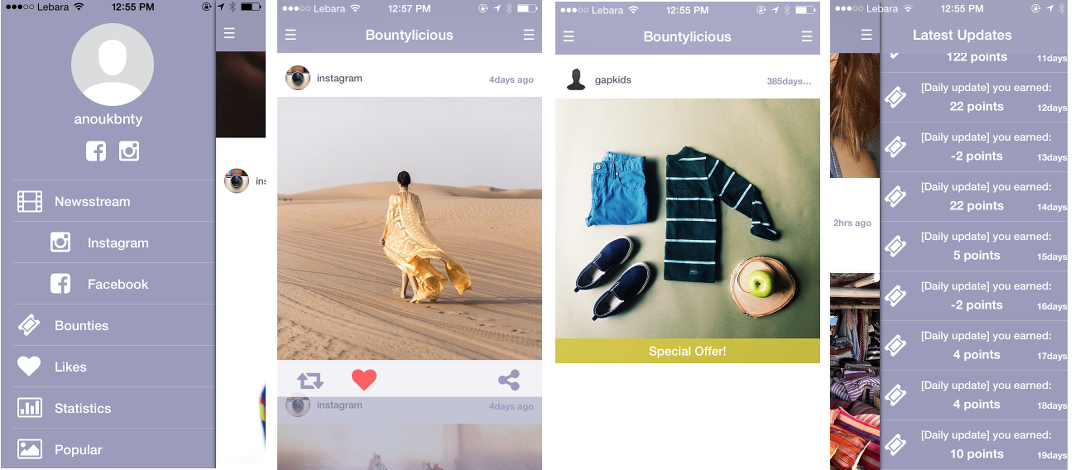 Lebara 12:55 PM
anoukbnty
Newsstream
Instagram
Facebook
Bounties
Likes
Statistics
Popular
Lebara 12:57 PM
Bountylicious
instagram 4days ago
instagram 4days ago
Lebara 12:55 PM
Bountylicious
gapkids 385days...
Special Offer!
Lebara 12:55 PM
Latest Updates
2hrs ago
122 points 11days
[Daily update] you earned:
22 points 12days
[Daily update] you earned:
-2 points 13days
[Daily update] you earned:
22 points 14days
[Daily update] you earned:
5 points 15days
[Daily update] you earned:
-2 points 16days
[Daily update] you earned:
4 points 17days
[Daily update] you earned:
4 points 18days
[Daily update] you earned:
10 points 19days